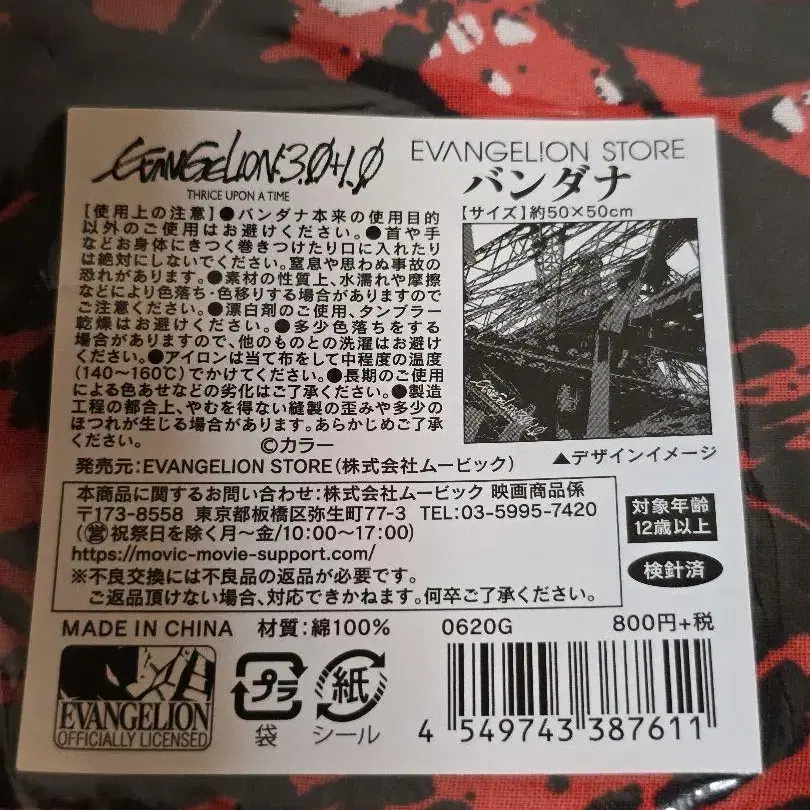 EVANGELION:3.0+1.0
THRICE UPON A TIME
EVANGELION STORE
バンダナ
【サイズ】約50×50cm
【使用上の注意】●バンダナ本来の使用目的
以外のご使用はお避けください。●首や手
などお身体にきつく巻きつけたり口に入れたり
は絶対にしないでください。窒息や思わぬ事故の
恐れがあります。●素材の性質上、水濡れや摩擦
などにより色落ち・色移りする場合がありますので
ご注意ください。●漂白剤のご使用、タンブラー
乾燥はお避けください。●多少色落ちをする
場合がありますので、他のものとの洗濯はお避け
ください。●アイロンは当て布をして中程度の温度
(140~160℃)でかけてください。●長期のご使用
による色あせなどの劣化はご了承ください。●製造
工程の都合上、やむを得ない縫製の歪みや多少の
ほつれが生じる場合があります。あらかじめご了
承ください。
©カラー
▲デザインイメージ
発売元:EVANGELION STORE(株式会社ムービック)
本商品に関するお問い合わせ:株式会社ムービック 映画商品係
〒173-8558 東京都板橋区弥生町77-3 TEL:03-5995-7420
(営祝祭日を除く月~金/10:00~17:00)
https://movic-movie-support.com/
※不良交換には不良品の返品が必要です。
ご返品頂けない場合、対応できかねます。何卒ご了承ください。
対象年齢
12歳以上
検針済
MADE IN CHINA 材質:綿100% 0620G 800円+税
EVANGELION
OFFICIALLY LICENSED
プラ
袋
紙
シール
4 549743 387611